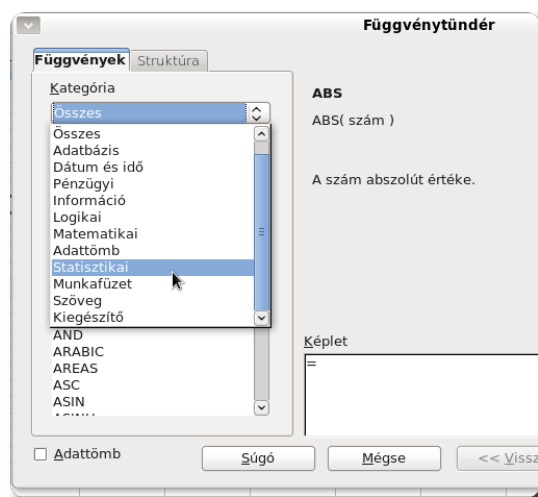 Függvénytündér
Függvények Struktúra
Kategória
Összes
Összes
Adatbázis
Dátum és idő
Pénzügyi
Információ
Logikai
Matematikai
Adattömb
Statisztikai
Munkafüzet
Szöveg
Kiegészítő
AND
ARABIC
AREAS
ASC
ASIN
ABS
ABS( szám )
A szám abszolút értéke.
Képlet
=
Adattömb
Súgó
Mégse
<<